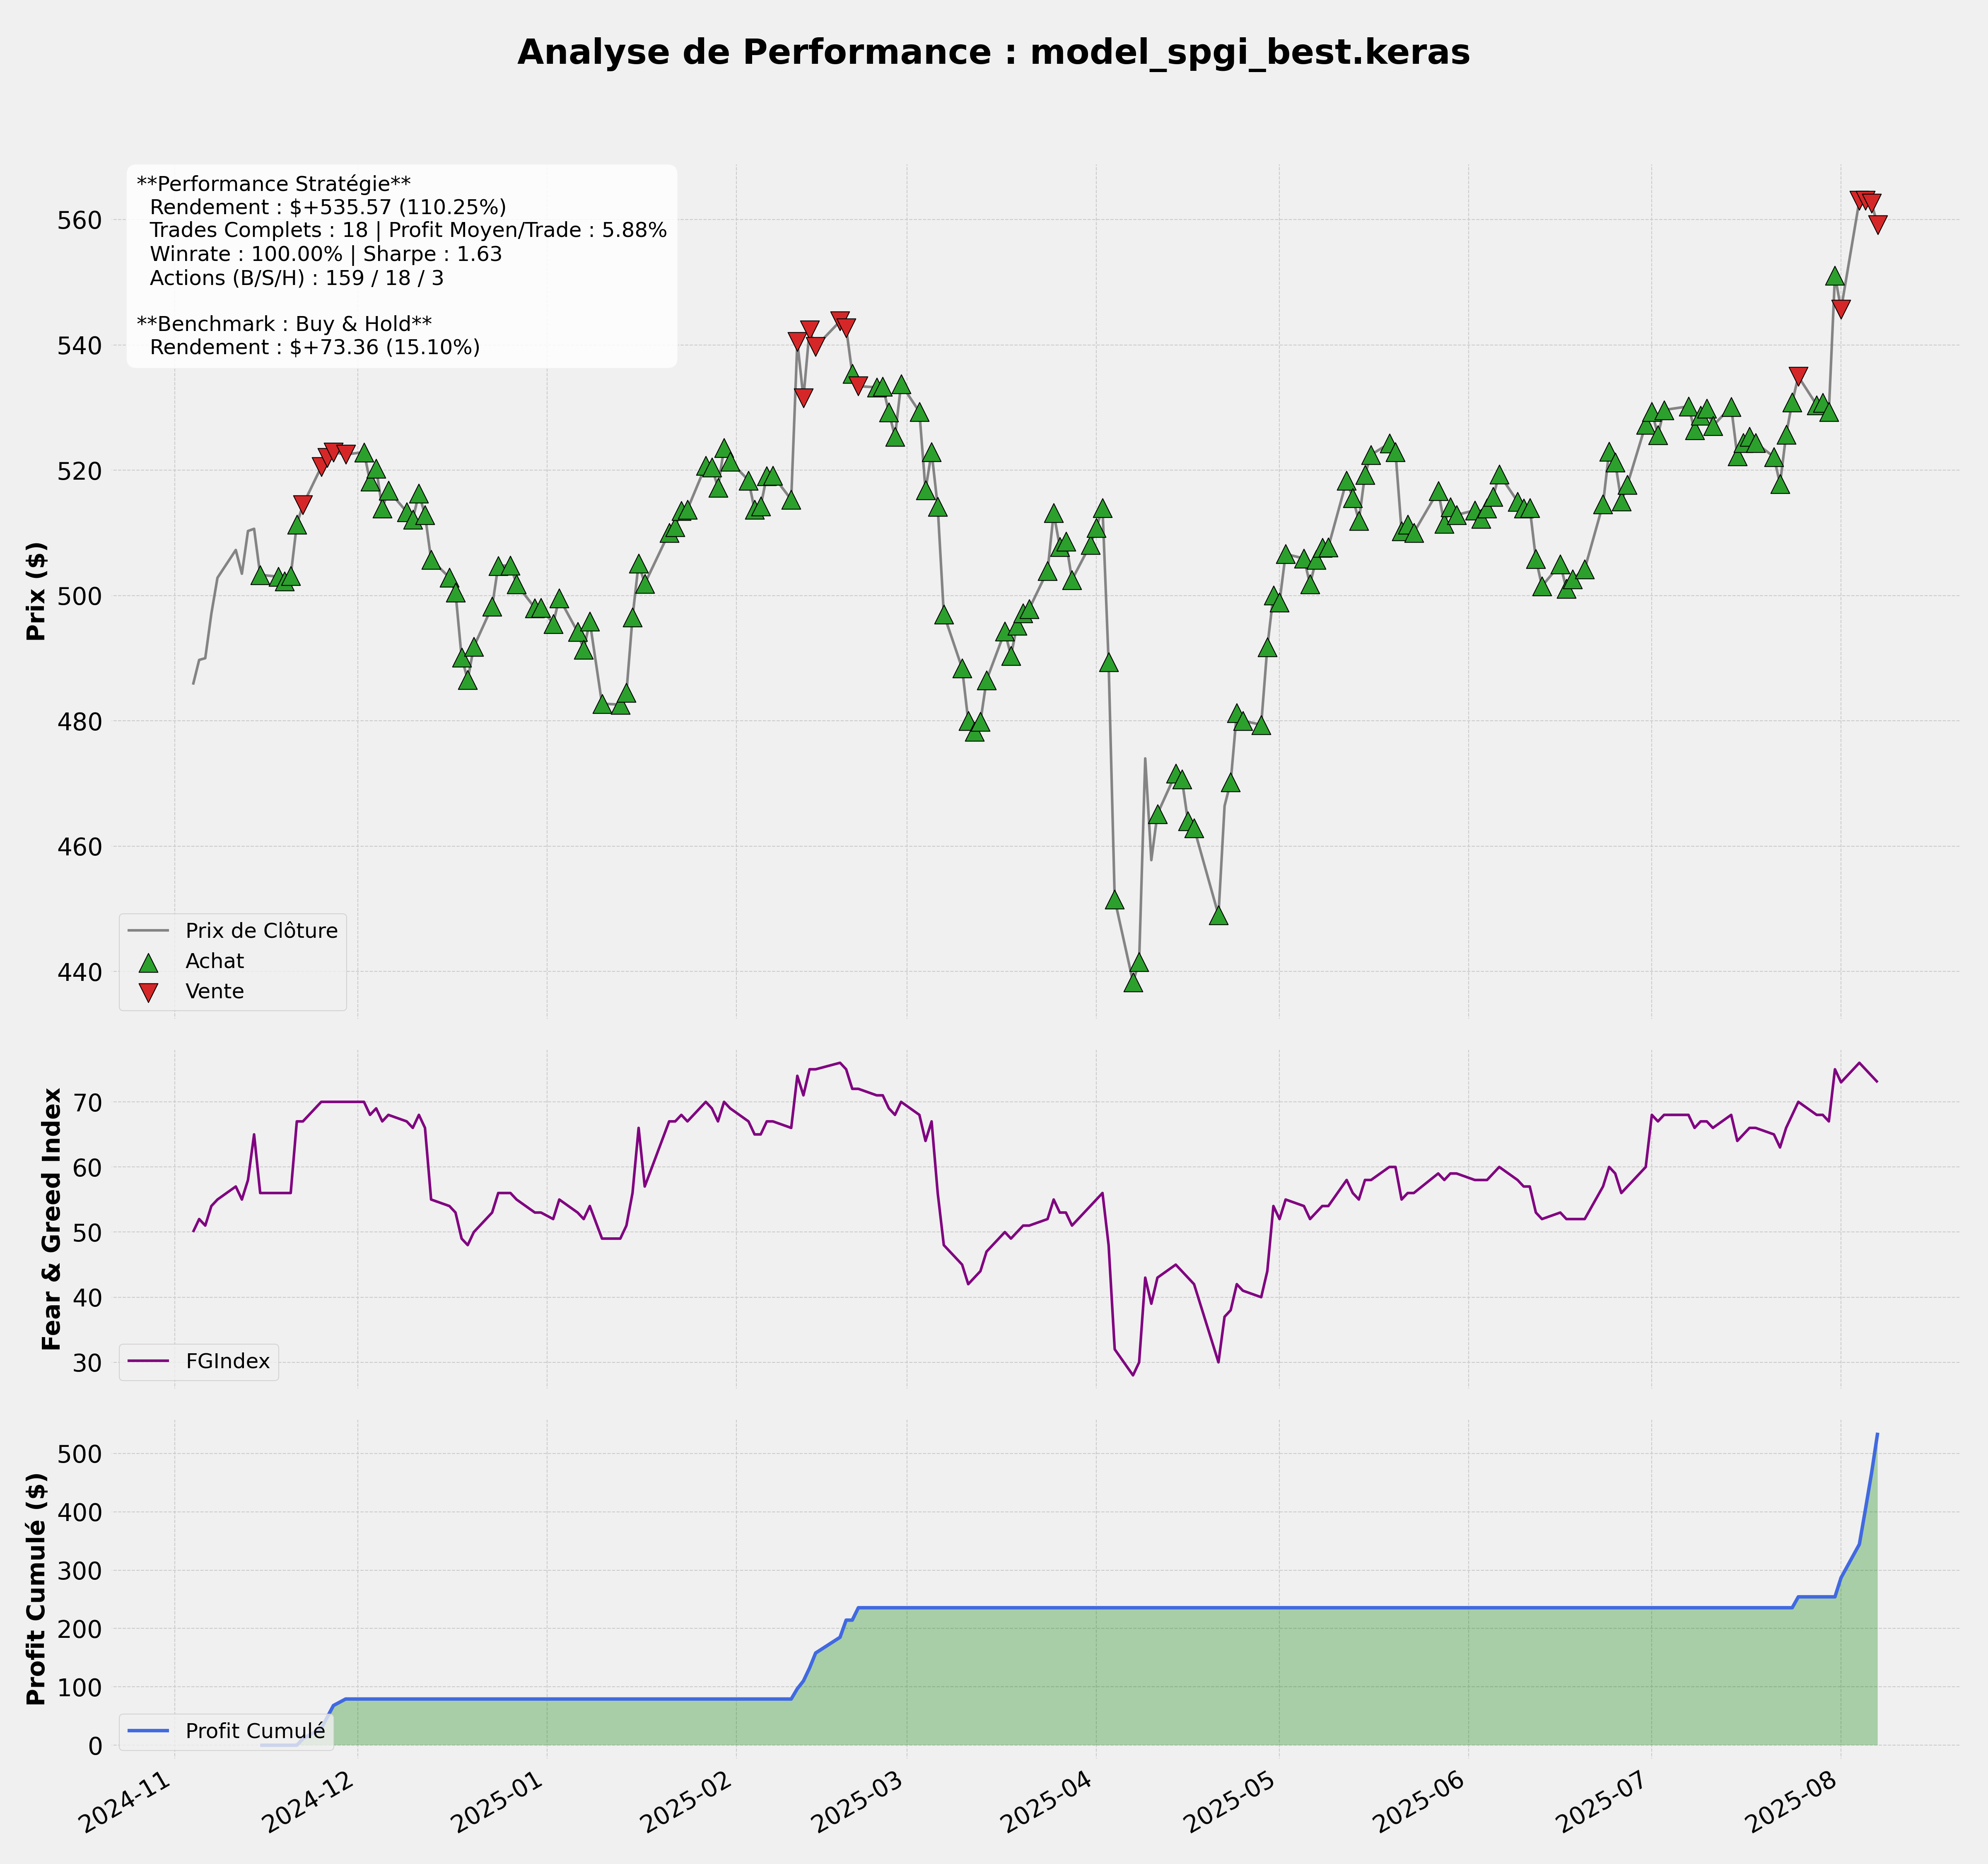 Analyse de Performance : model_spgi_best.keras
**Performance Stratégie**
Rendement : $+535.57 (110.25%)
Trades Complets : 18 | Profit Moyen/Trade : 5.88%
Winrate : 100.00% | Sharpe : 1.63
Actions (B/S/H) : 159 / 18 / 3
**Benchmark : Buy & Hold**
Rendement : $+73.36 (15.10%)
Prix ($)
560
540
520
500
480
460
440
Prix de Clôture
Achat
Vente
Fear & Greed Index
70
60
50
40
30
FGIndex
Profit Cumulé ($)
500
400
300
200
100
0
Profit Cumulé
2024-11
2024-12
2025-01
2025-02
2025-03
2025-04
2025-05
2025-06
2025-07
2025-08